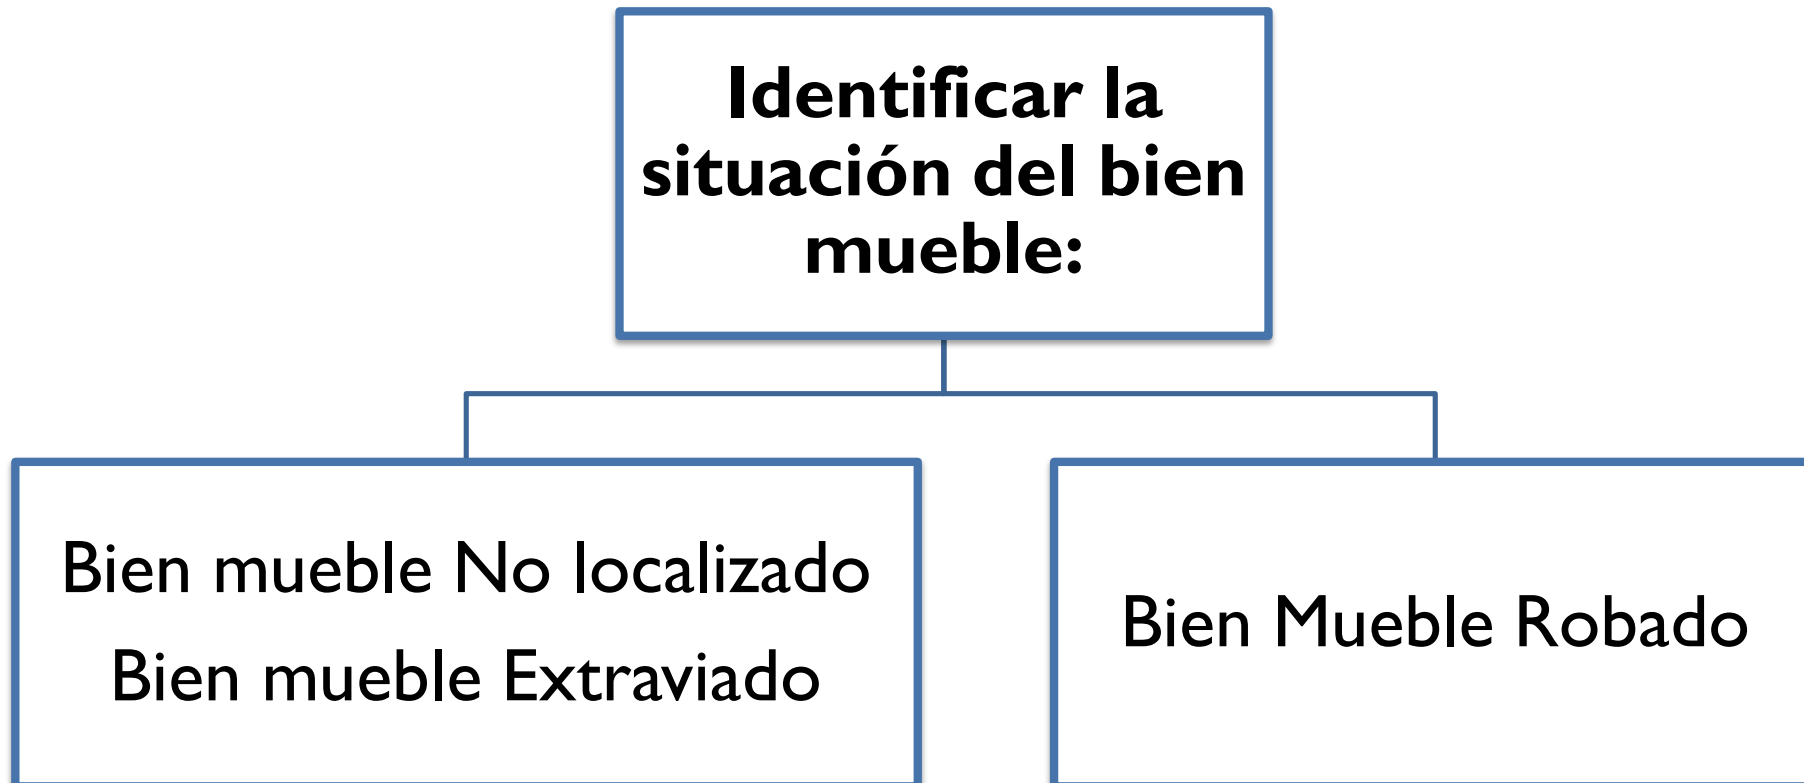 Identificar la
situación del bien
mueble:
Bien mueble No localizado
Bien mueble Extraviado
Bien Mueble Robado